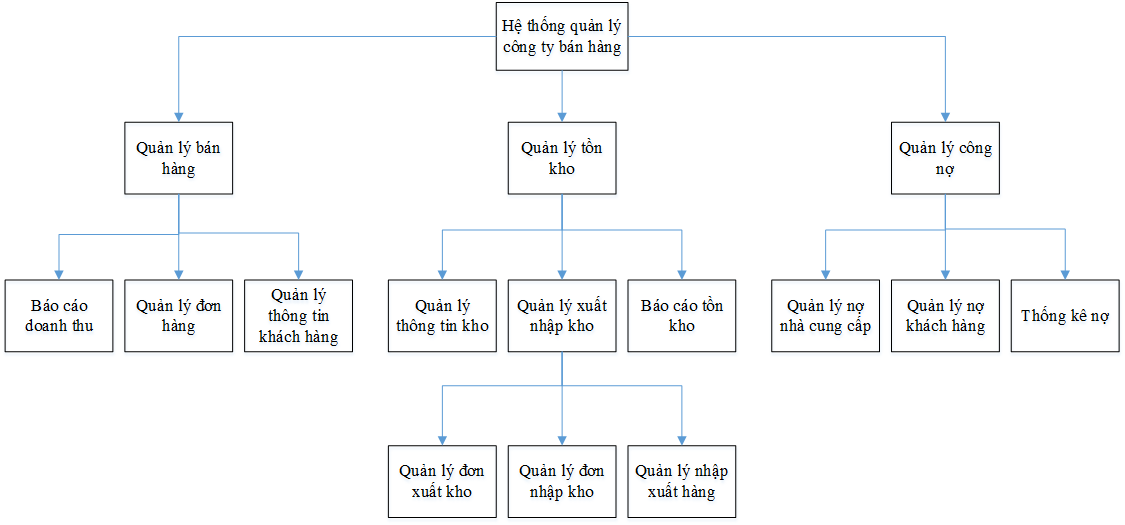 Hệ thống quản lý
công ty bán hàng
Quản lý bán
hàng
Quản lý tồn
kho
Quản lý công
nợ
Báo cáo
doanh thu
Quản lý đơn
hàng
Quản lý
thông tin
khách hàng
Quản lý
thông tin kho
Quản lý xuất
nhập kho
Báo cáo tồn
kho
Quản lý nợ
nhà cung cấp
Quản lý nợ
khách hàng
Thống kê nợ
Quản lý đơn
xuất kho
Quản lý đơn
nhập kho
Quản lý nhập
xuất hàng